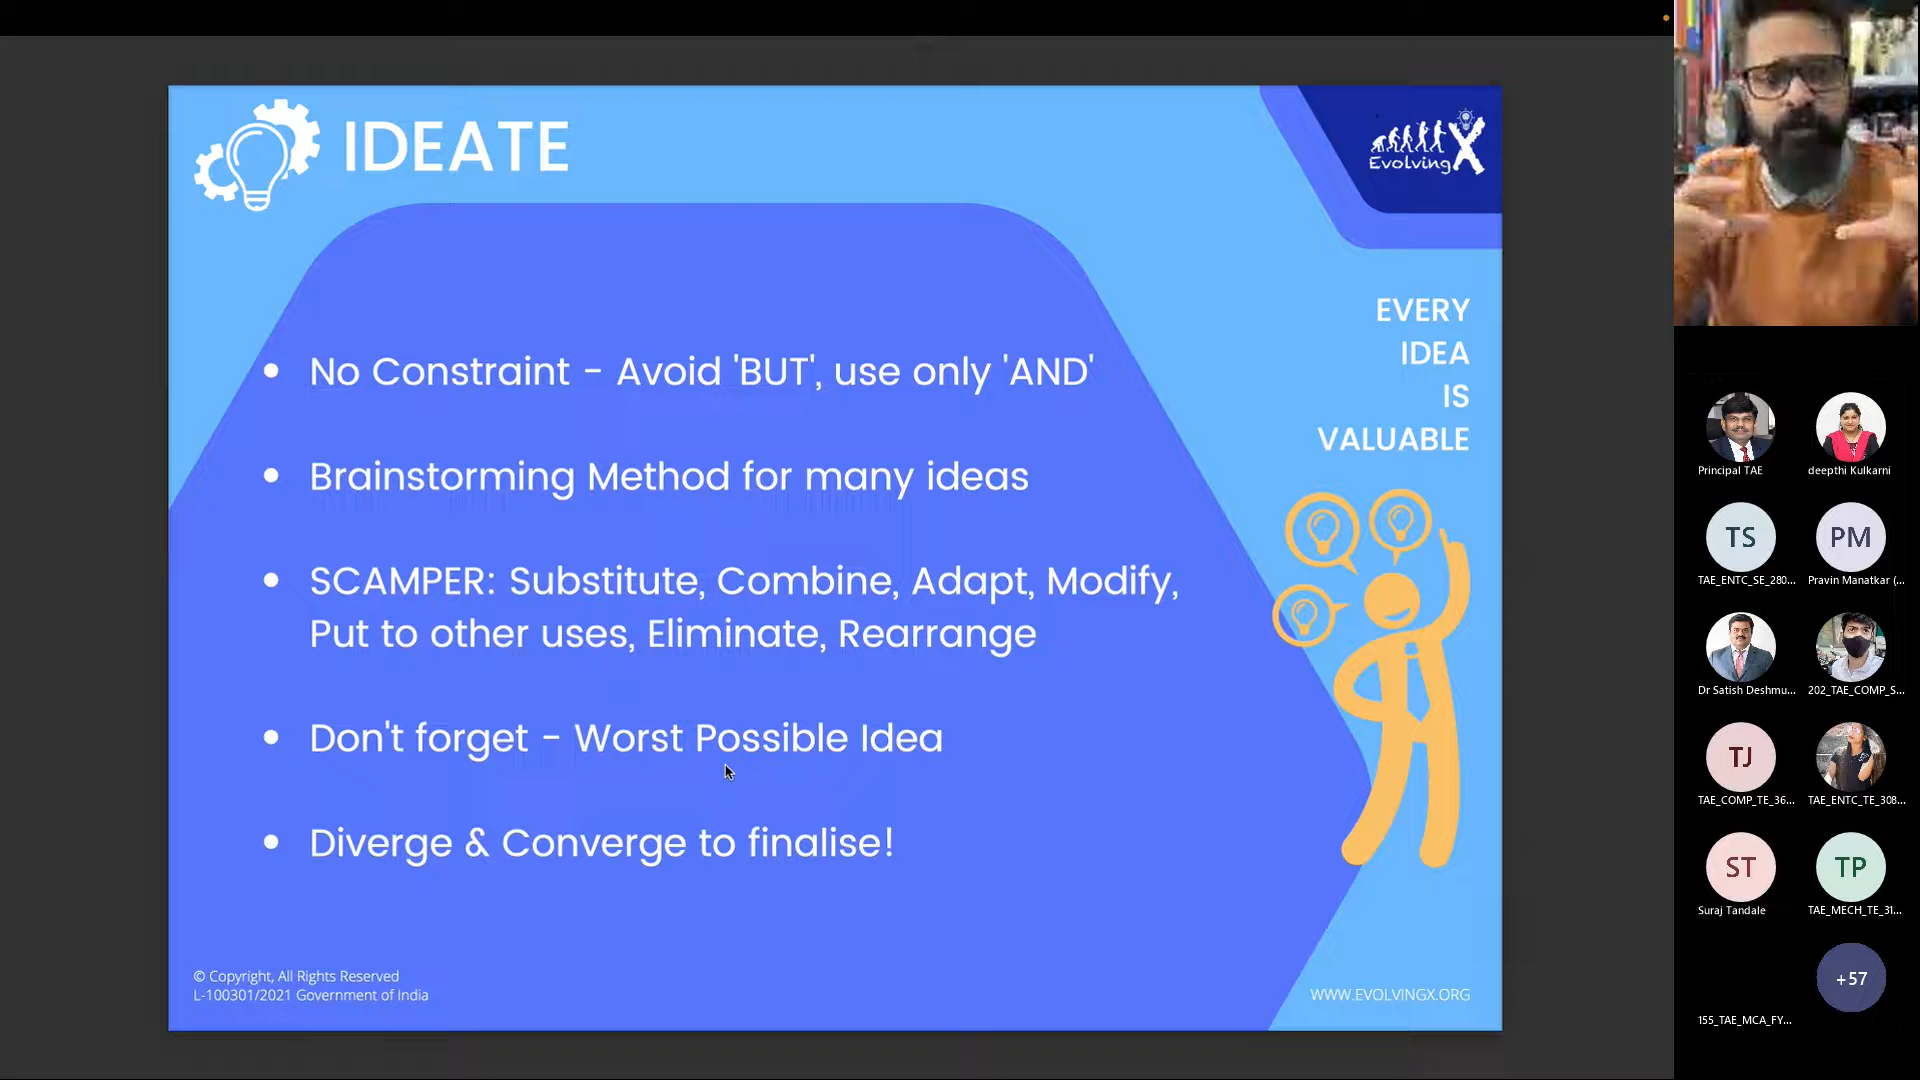 IDEATE
EvolvingX
EVERY
IDEA
IS
VALUABLE
• No Constraint - Avoid 'BUT', use only 'AND'
• Brainstorming Method for many ideas
• SCAMPER: Substitute, Combine, Adapt, Modify,
Put to other uses, Eliminate, Rearrange
• Don't forget - Worst Possible Idea
• Diverge & Converge to finalise!
© Copyright, All Rights Reserved
L-100301/2021 Government of India
WWW.EVOLVINGX.ORG
Principal TAE
deepthi Kulkarni
TS
PM
TAE_ENTC_SE_280...
Pravin Manatkar (...
Dr Satish Deshmu...
202_TAE_COMP_S...
TJ
TAE_COMP_TE_36...
TAE_ENTC_TE_308...
ST
TP
Suraj Tandale
TAE_MECH_TE_31...
+57
155_TAE_MCA_FY...